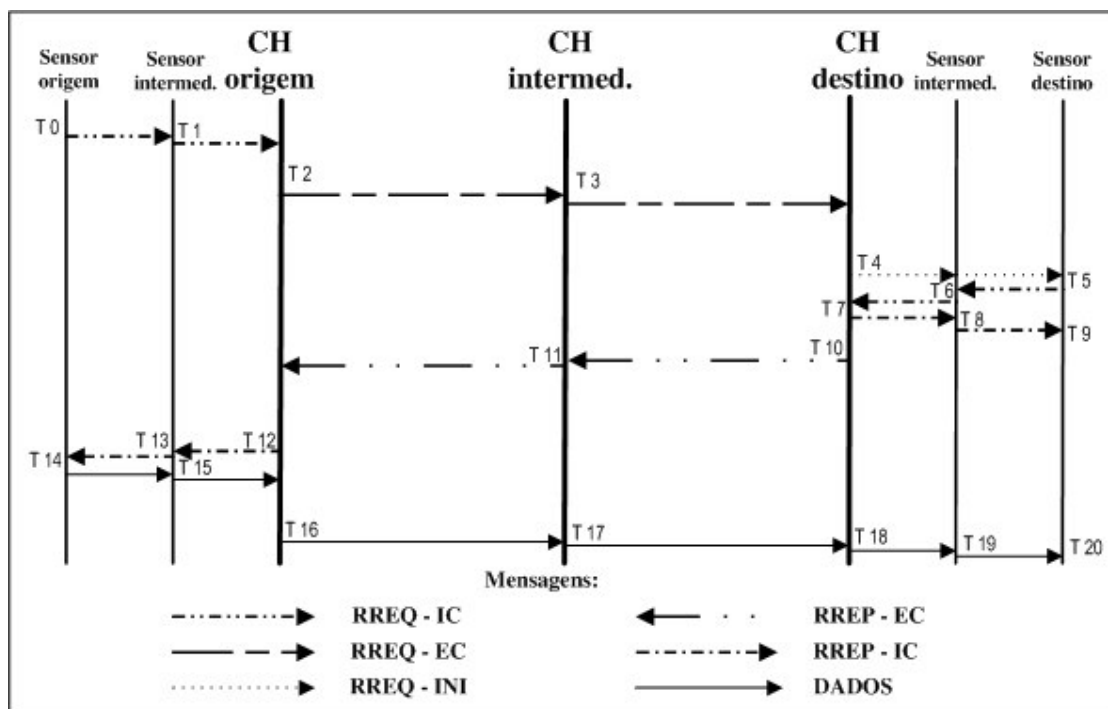 Sensor origem
Sensor intermed.
CH origem
CH intermed.
CH destino
Sensor intermed.
Sensor destino
T 0
T 1
T 2
T 3
T 4
T 5
T 6
T 7
T 8
T 9
T 10
T 11
T 12
T 13
T 14
T 15
T 16
T 17
T 18
T 19
T 20
Mensagens:
RREQ - IC
RREP - EC
RREQ - EC
RREP - IC
RREQ - INI
DADOS